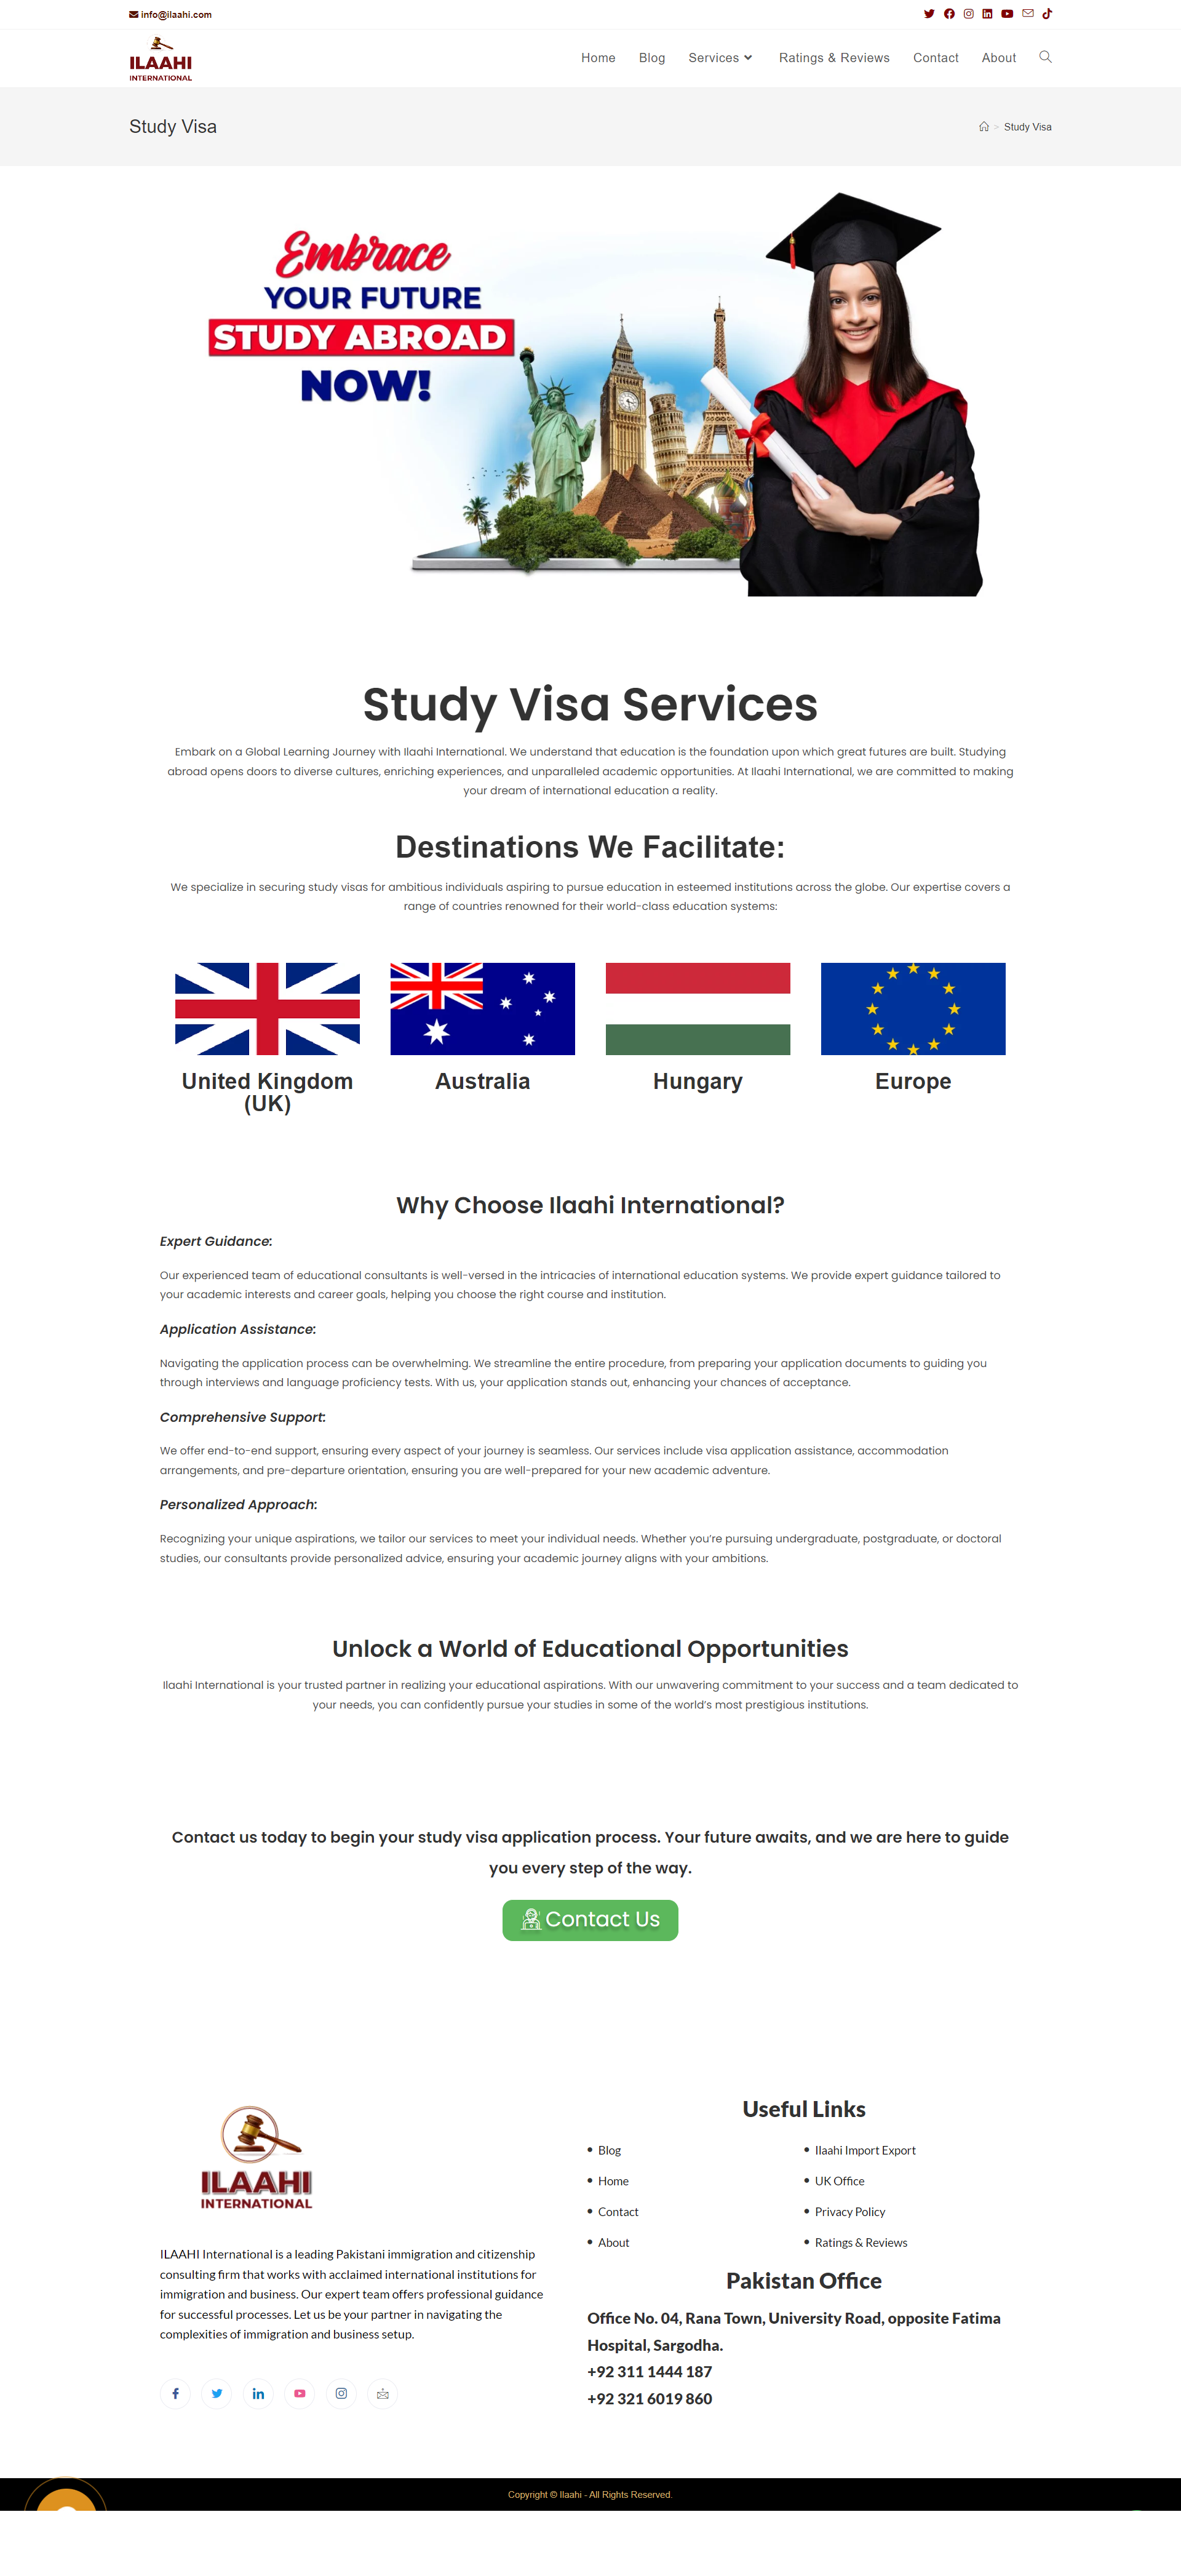 info@ilaahi.com
ILAAHI
INTERNATIONAL
Home
Blog
Services
Ratings & Reviews
Contact
About
Study Visa
> Study Visa
Embrace
YOUR FUTURE
STUDY ABROAD
NOW!
Study Visa Services
Embark on a Global Learning Journey with Ilaahi International. We understand that education is the foundation upon which great futures are built. Studying
abroad opens doors to diverse cultures, enriching experiences, and unparalleled academic opportunities. At Ilaahi International, we are committed to making
your dream of international education a reality.
Destinations We Facilitate:
We specialize in securing study visas for ambitious individuals aspiring to pursue education in esteemed institutions across the globe. Our expertise covers a
range of countries renowned for their world-class education systems:
United Kingdom
(UK)
Australia
Hungary
Europe
Why Choose Ilaahi International?
Expert Guidance:
Our experienced team of educational consultants is well-versed in the intricacies of international education systems. We provide expert guidance tailored to
your academic interests and career goals, helping you choose the right course and institution.
Application Assistance:
Navigating the application process can be overwhelming. We streamline the entire procedure, from preparing your application documents to guiding you
through interviews and language proficiency tests. With us, your application stands out, enhancing your chances of acceptance.
Comprehensive Support:
We offer end-to-end support, ensuring every aspect of your journey is seamless. Our services include visa application assistance, accommodation
arrangements, and pre-departure orientation, ensuring you are well-prepared for your new academic adventure.
Personalized Approach:
Recognizing your unique aspirations, we tailor our services to meet your individual needs. Whether you’re pursuing undergraduate, postgraduate, or doctoral
studies, our consultants provide personalized advice, ensuring your academic journey aligns with your ambitions.
Unlock a World of Educational Opportunities
Ilaahi International is your trusted partner in realizing your educational aspirations. With our unwavering commitment to your success and a team dedicated to
your needs, you can confidently pursue your studies in some of the world’s most prestigious institutions.
Contact us today to begin your study visa application process. Your future awaits, and we are here to guide
you every step of the way.
Contact Us
ILAAHI
INTERNATIONAL
ILAAHI International is a leading Pakistani immigration and citizenship
consulting firm that works with acclaimed international institutions for
immigration and business. Our expert team offers professional guidance
for successful processes. Let us be your partner in navigating the
complexities of immigration and business setup.
Useful Links
Blog
Home
Contact
About
Ilaahi Import Export
UK Office
Privacy Policy
Ratings & Reviews
Pakistan Office
Office No. 04, Rana Town, University Road, opposite Fatima
Hospital, Sargodha.
+92 311 1444 187
+92 321 6019 860
Copyright © Ilaahi - All Rights Reserved.